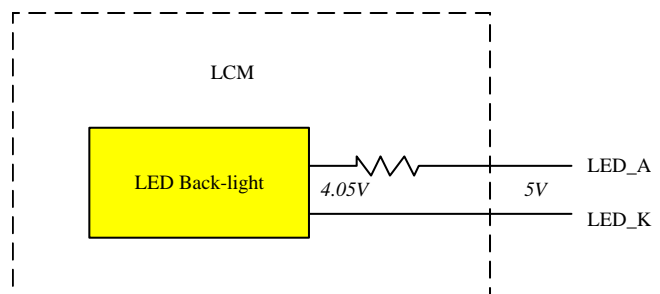 LCM
LED Back-light
4.05V
5V
LED_A
LED_K